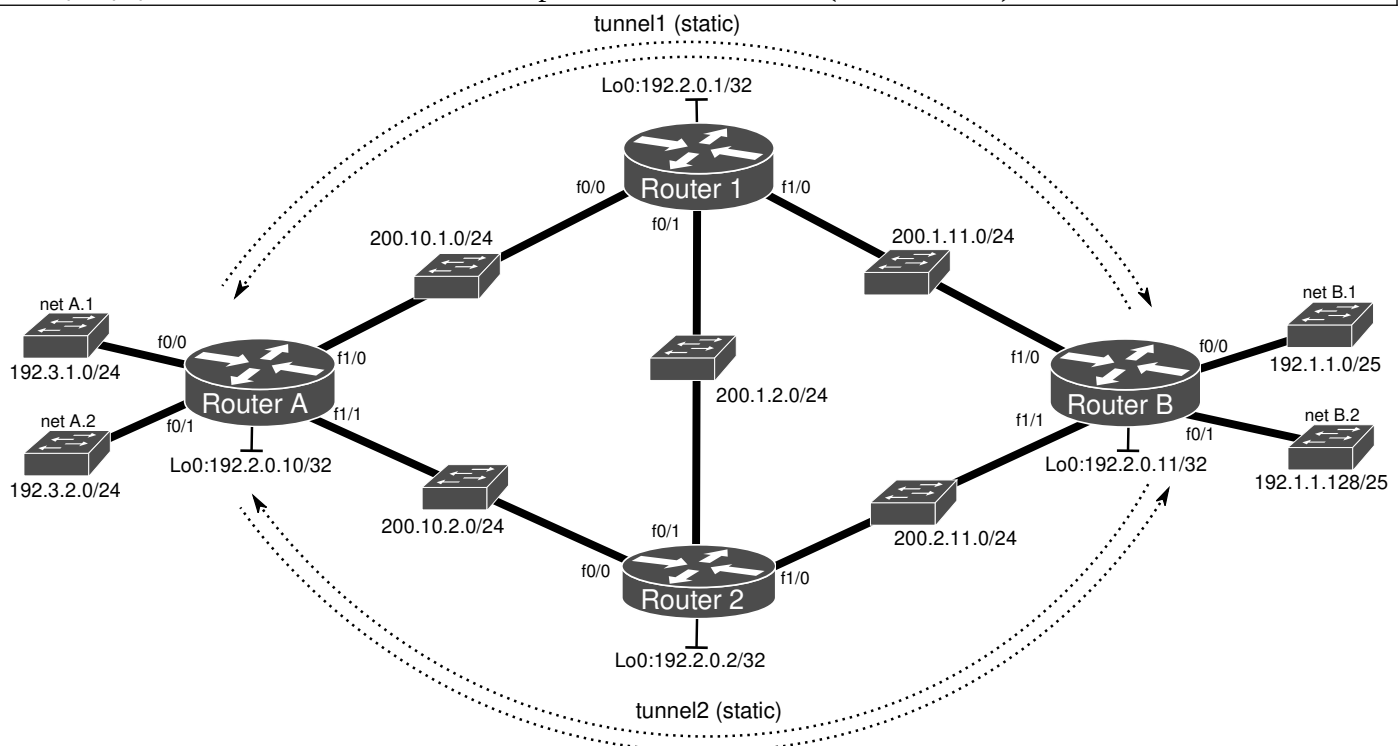 tunnel1 (static)
Lo0:192.2.0.1/32
Router 1
f0/0
f1/0
f0/1
200.10.1.0/24
200.1.11.0/24
net A.1
f0/0
192.3.1.0/24
f1/0
Router A
net A.2
f0/1
f1/1
192.3.2.0/24
Lo0:192.2.0.10/32
200.1.2.0/24
net B.1
f0/0
192.1.1.0/25
f1/0
Router B
f1/1
net B.2
f0/1
192.1.1.128/25
Lo0:192.2.0.11/32
200.10.2.0/24
200.2.11.0/24
f0/1
f0/0
f1/0
Router 2
Lo0:192.2.0.2/32
tunnel2 (static)